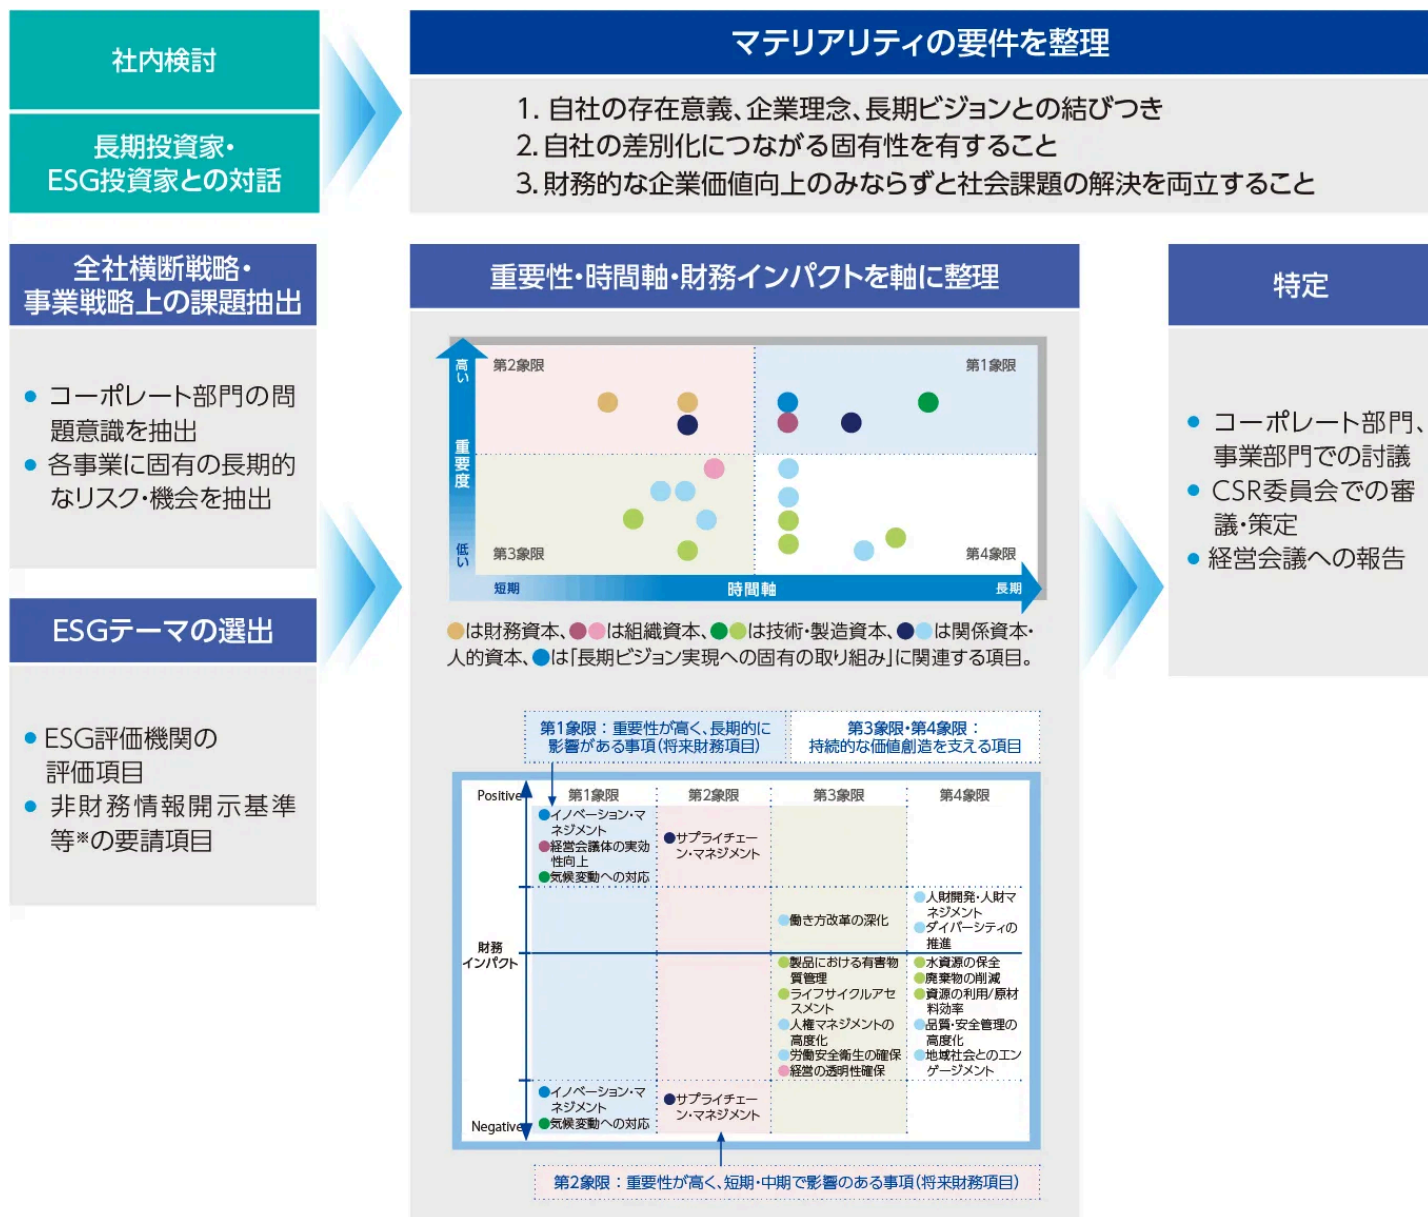 社内検討
長期投資家・
ESG投資家との対話
マテリアリティの要件を整理
1. 自社の存在意義、企業理念、長期ビジョンとの結びつき
2. 自社の差別化につながる固有性を有すること
3. 財務的な企業価値向上のみならずと社会課題の解決を両立すること
全社横断戦略・
事業戦略上の課題抽出
● コーポレート部門の問
題意識を抽出
● 各事業に固有の長期的
なリスク・機会を抽出
ESGテーマの選出
● ESG評価機関の
評価項目
● 非財務情報開示基準
等※の要請項目
重要性・時間軸・財務インパクトを軸に整理
高い
重要度
低い
第2象限
第1象限
第3象限
第4象限
短期
時間軸
長期
●は財務資本、●●は組織資本、●●は技術・製造資本、●●は関係資本・
人的資本、●は「長期ビジョン実現への固有の取り組み」に関連する項目。
第1象限：重要性が高く、長期的に
影響がある事項（将来財務項目）
第3象限・第4象限：
持続的な価値創造を支える項目
Positive
財務
インパクト
Negative
第1象限
第2象限
第3象限
第4象限
●イノベーション・マ
ネジメント
●経営会議体の実効
性向上
●気候変動への対応
●サプライチェー
ン・マネジメント
●働き方改革の深化
●人財開発・人財マ
ネジメント
●ダイバーシティの
推進
●製品における有害物
質管理
●ライフサイクルアセ
スメント
●人権マネジメントの
高度化
●労働安全衛生の確保
●経営の透明性確保
●水資源の保全
●廃棄物の削減
●資源の利用/原材
料効率
●品質・安全管理の
高度化
●地域社会とのエン
ゲージメント
●イノベーション・マ
ネジメント
●気候変動への対応
●サプライチェー
ン・マネジメント
第2象限：重要性が高く、短期・中期で影響のある事項（将来財務項目）
特定
● コーポレート部門、
事業部門での討議
● CSR委員会での審
議・策定
● 経営会議への報告